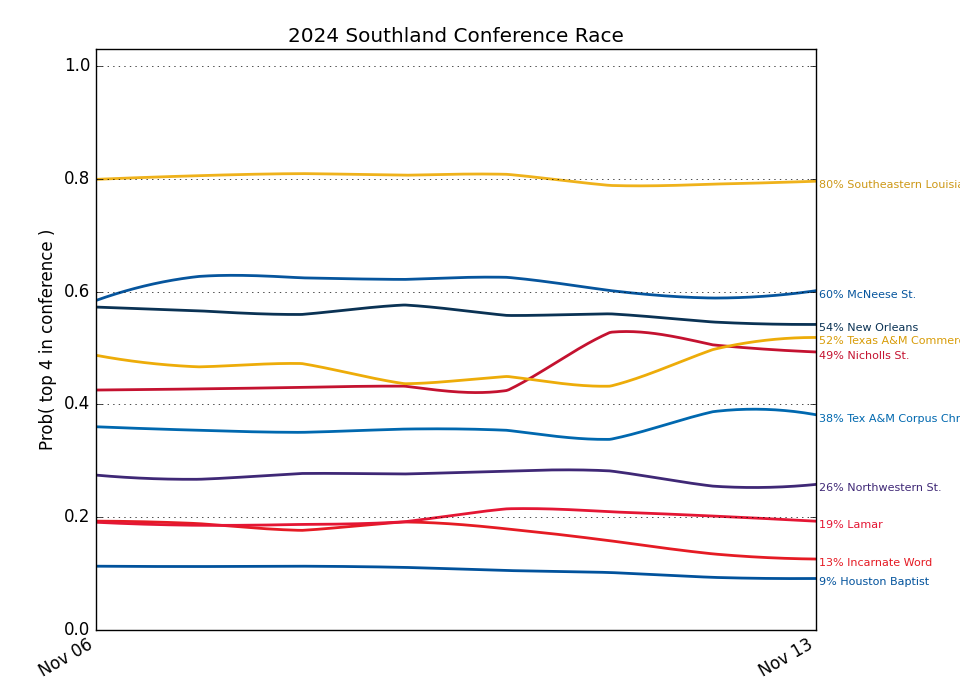 2024 Southland Conference Race
Prob( top 4 in conference )
1.0
0.8
0.6
0.4
0.2
0.0
Nov 06
Nov 13
80% Southeastern Louisia
60% McNeese St.
54% New Orleans
52% Texas A&M Commerc
49% Nicholls St.
38% Tex A&M Corpus Chr
26% Northwestern St.
19% Lamar
13% Incarnate Word
9% Houston Baptist